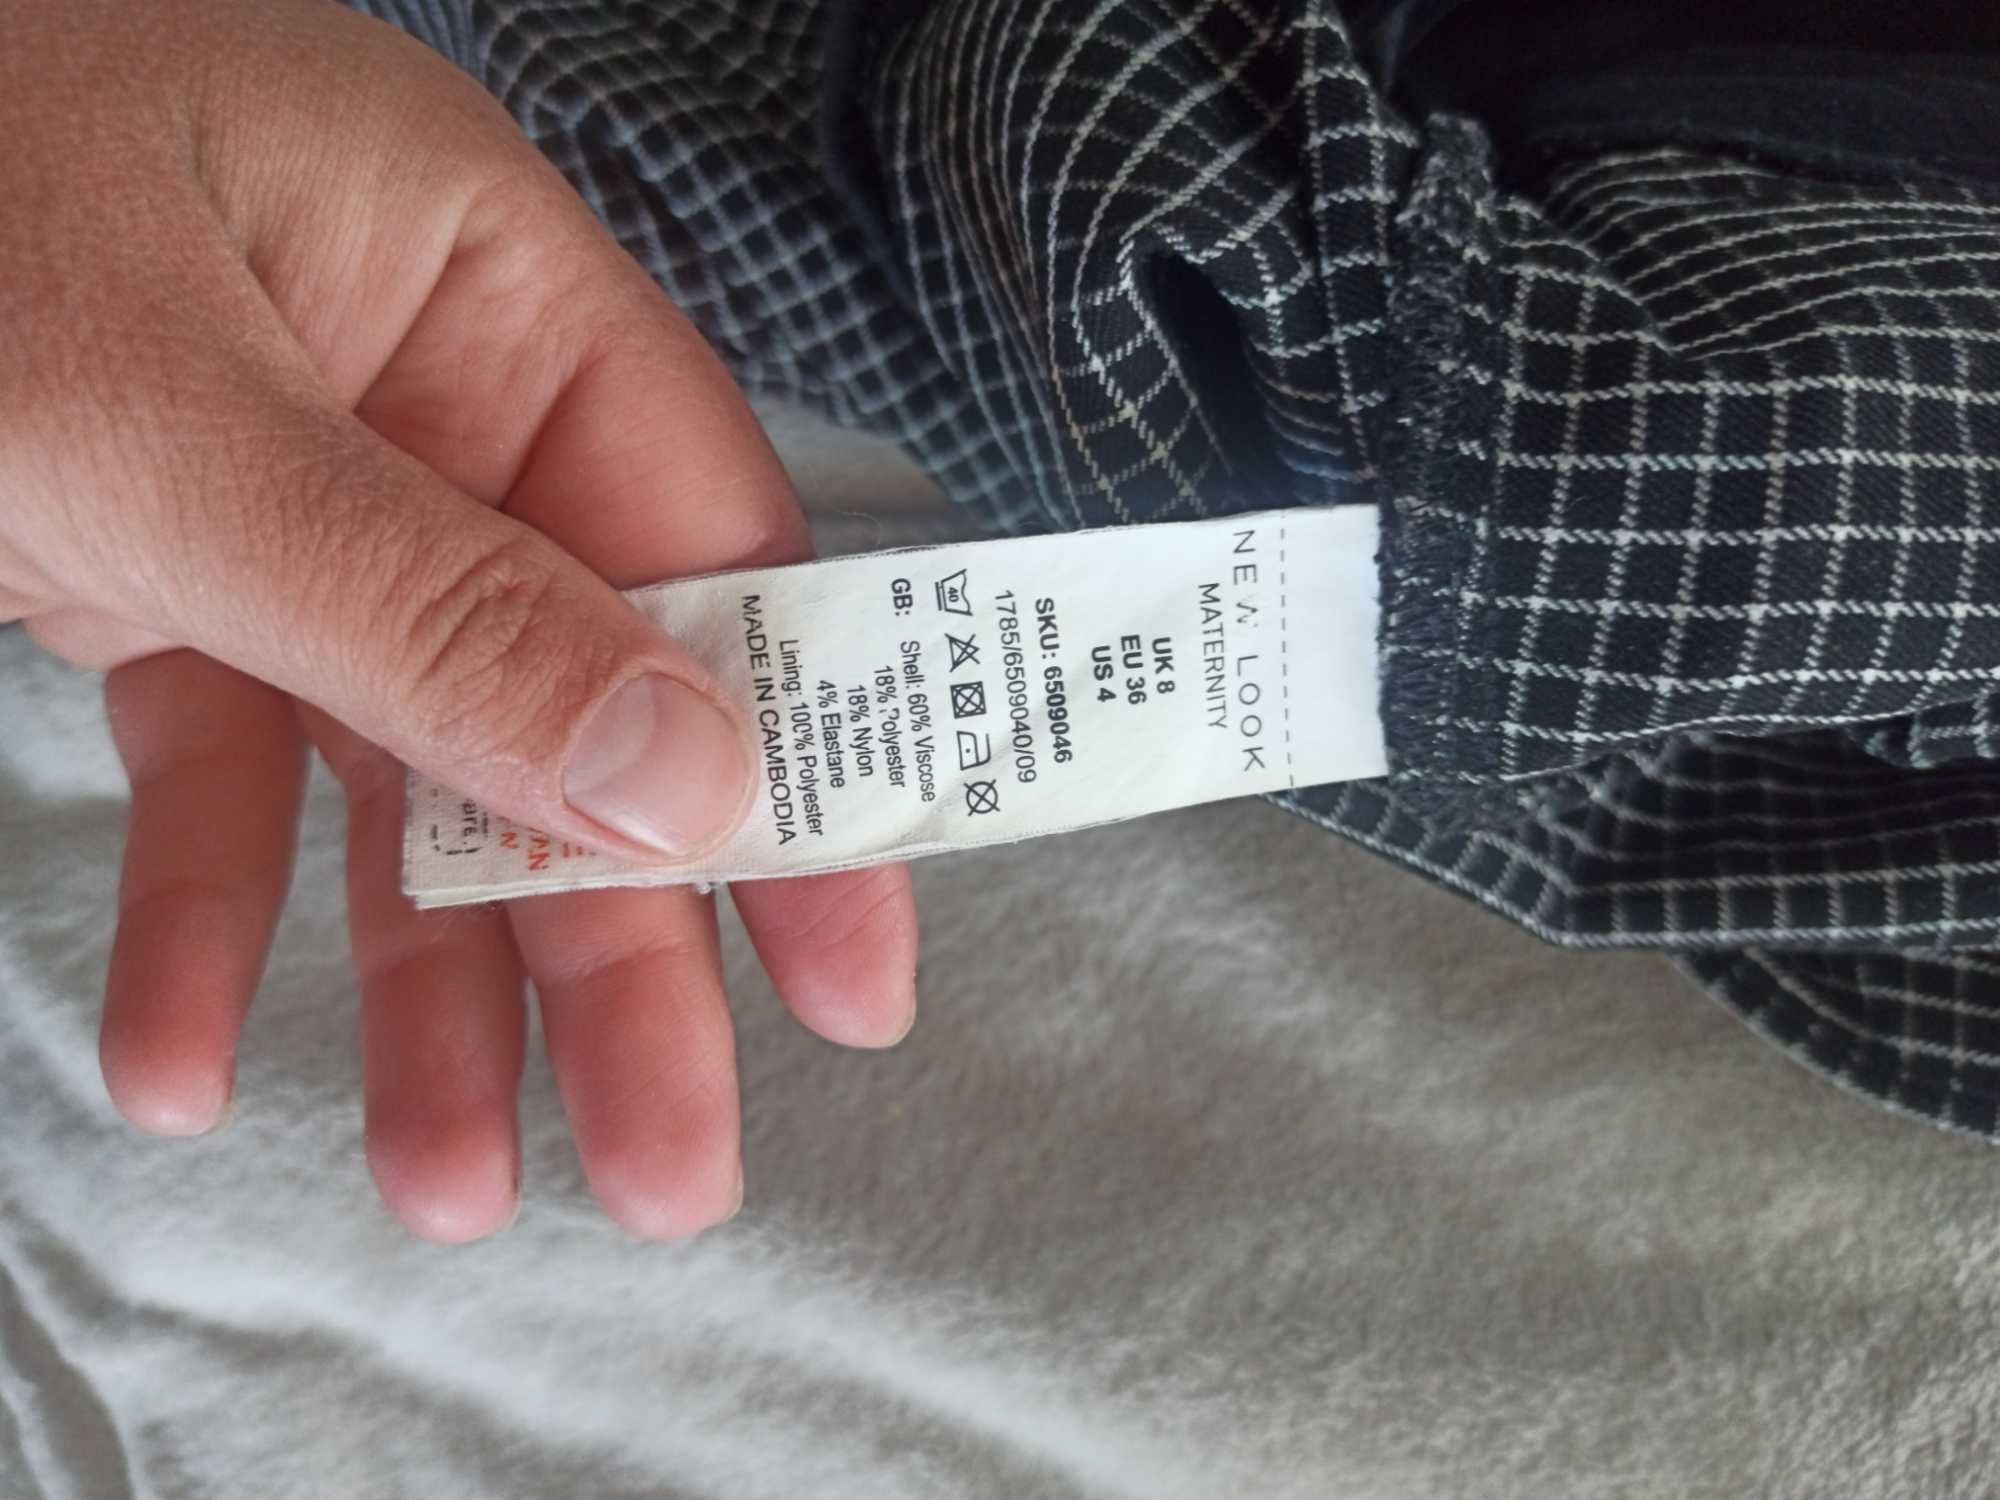 NEW LOOK
MATERNITY
UK 8
EU 36
US 4
SKU: 6509046
1785/6509040/09
40
GB: Shell: 60% Viscose
18% Polyester
18% Nylon
4% Elastane
Lining: 100% Polyester
MADE IN CAMBODIA